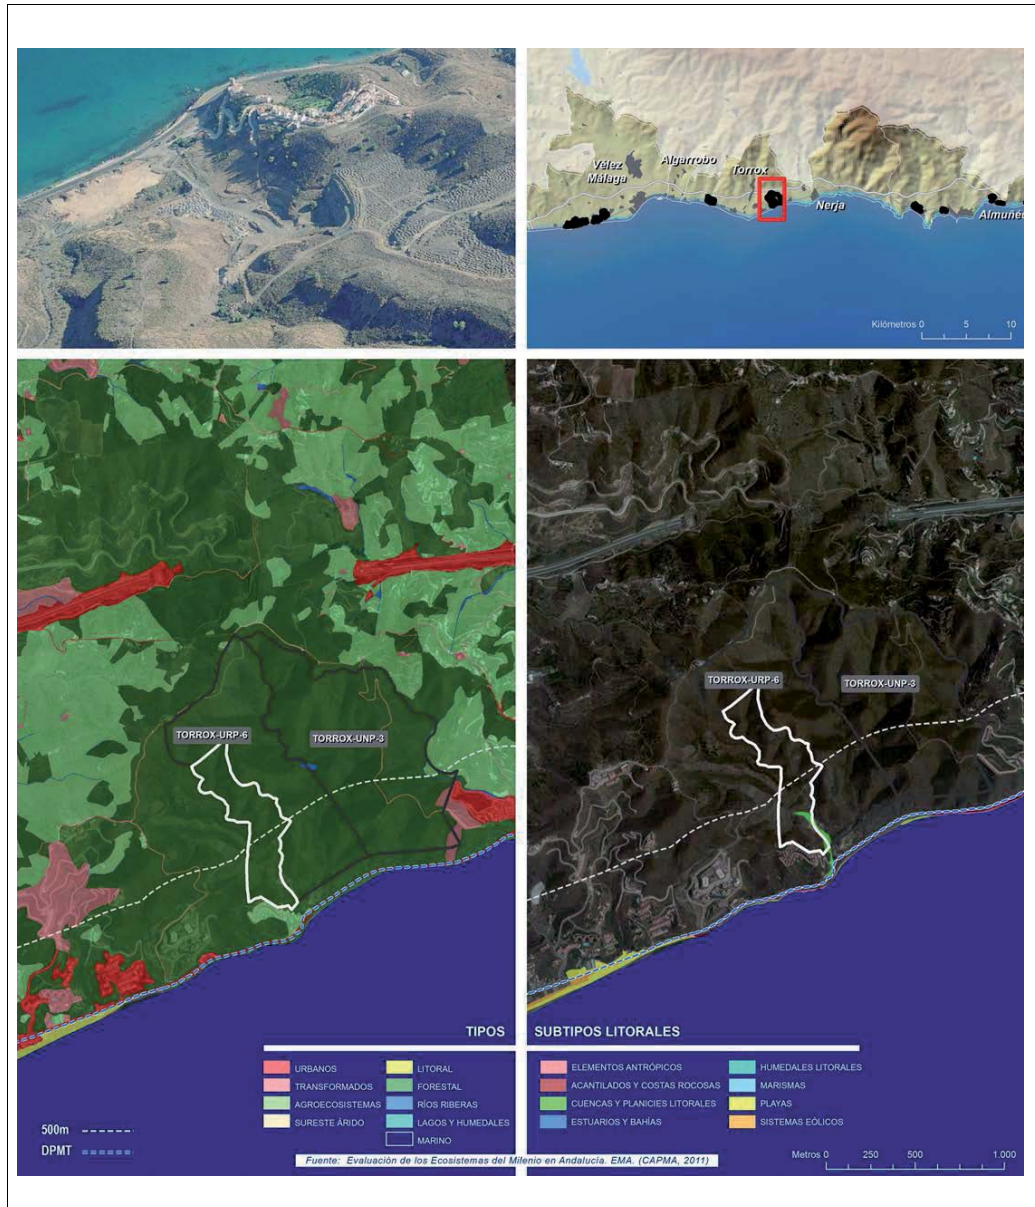 Vélez
Málaga
Algarrobo
Torrox
Nerja
Almuñé
Kilómetros 0 5 10
TORROX-URP-6
TORROX-UNP-3
TORROX-URP-6
TORROX-UNP-3
TIPOS
URBANOS
TRANSFORMADOS
AGROECOSISTEMAS
SURESTE ÁRIDO
LITORAL
FORESTAL
RÍOS RIBERAS
LAGOS Y HUMEDALES
MARINO
500m
DPMT
SUBTIPOS LITORALES
ELEMENTOS ANTRÓPICOS
ACANTILADOS Y COSTAS ROCOSAS
CUENCAS Y PLANICIES LITORALES
ESTUARIOS Y BAHÍAS
HUMEDALES LITORALES
MARISMAS
PLAYAS
SISTEMAS EÓLICOS
Fuente: Evaluación de los Ecosistemas del Milenio en Andalucía. EMA. (CAPMA, 2011)
Metros 0 250 500 1.000